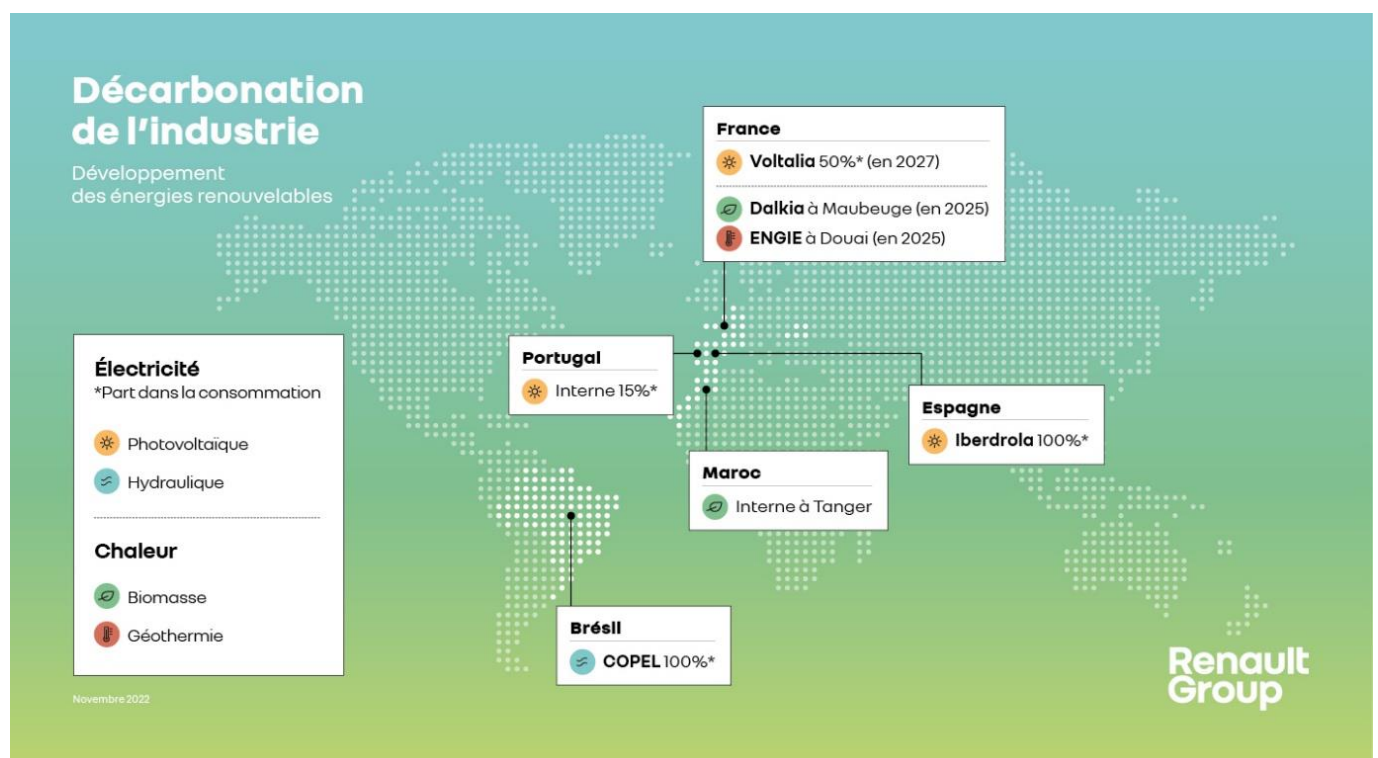 Décarbonation
de l'industrie
Développement
des énergies renouvelables
France
Voltalia 50%* (en 2027)
Dalkia à Maubeuge (en 2025)
ENGIE à Douai (en 2025)
Électricité
*Part dans la consommation
Photovoltaïque
Hydraulique
Chaleur
Biomasse
Géothermie
Portugal
Interne 15%*
Espagne
Iberdrola 100%*
Maroc
Interne à Tanger
Brésil
COPEL 100%*
Novembre 2022
Renault
Group